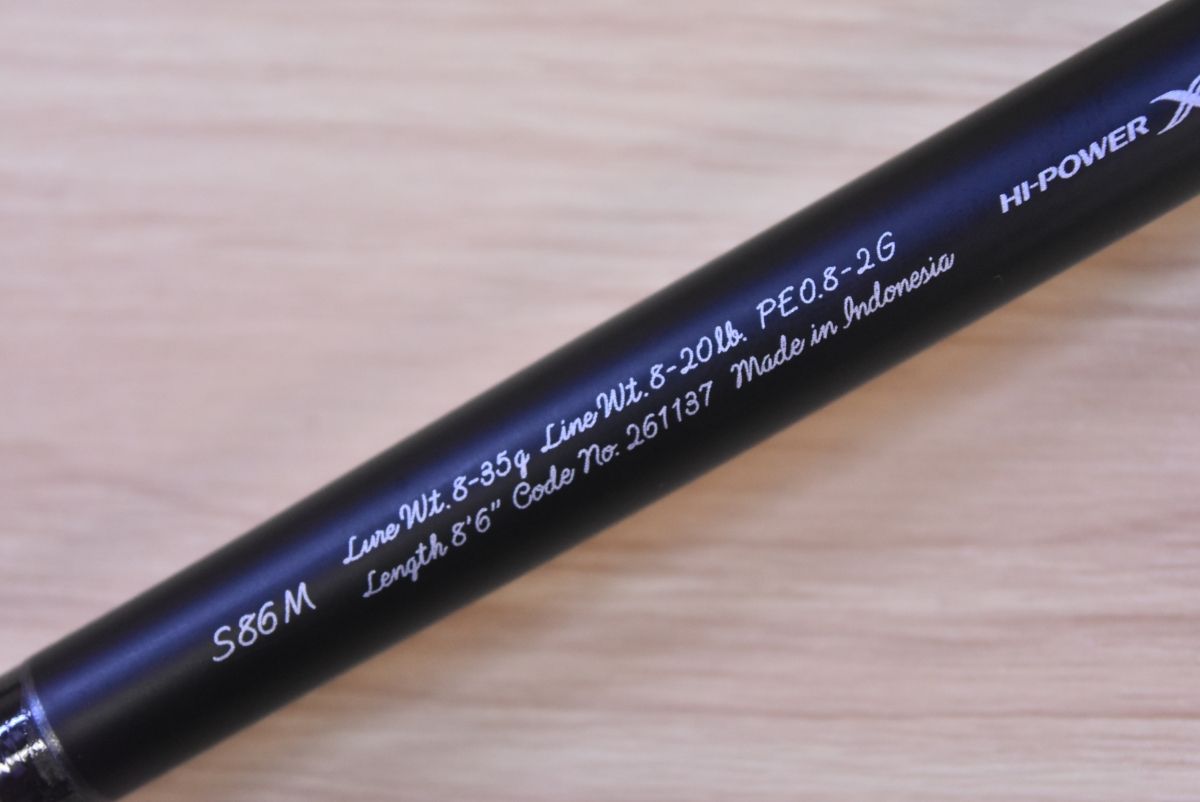 S86M
Lure Wt. 8-35g Line Wt. 8-20lb. PE0.8-2G
Length 8'6" Code No. 261137 Made in Indonesia
HI-POWER X